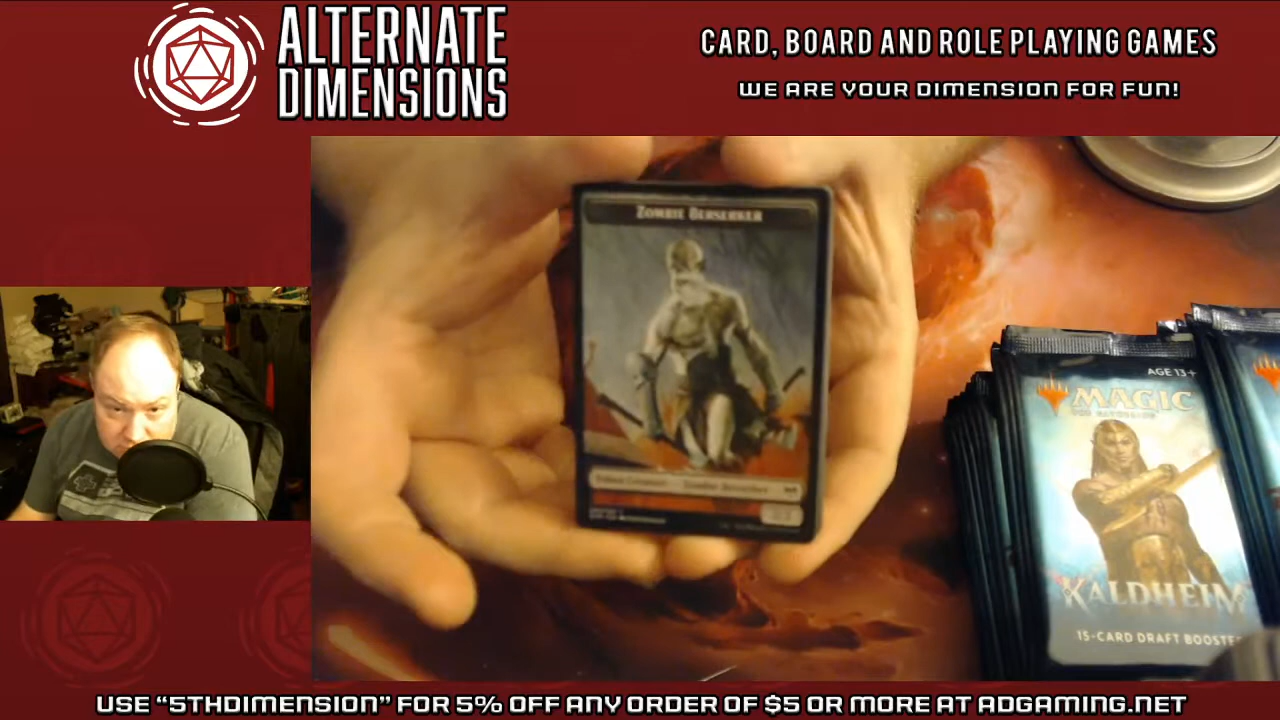 ALTERNATE
DIMENSIONS
CARD, BOARD AND ROLE PLAYING GAMES
WE ARE YOUR DIMENSION FOR FUN!
ZOMBIE BERSERKER
AGE 13+
MAGIC
KALDHEIM
15-CARD DRAFT BOOSTE
USE “5THDIMENSION” FOR 5% OFF ANY ORDER OF $5 OR MORE AT ADGAMING.NET